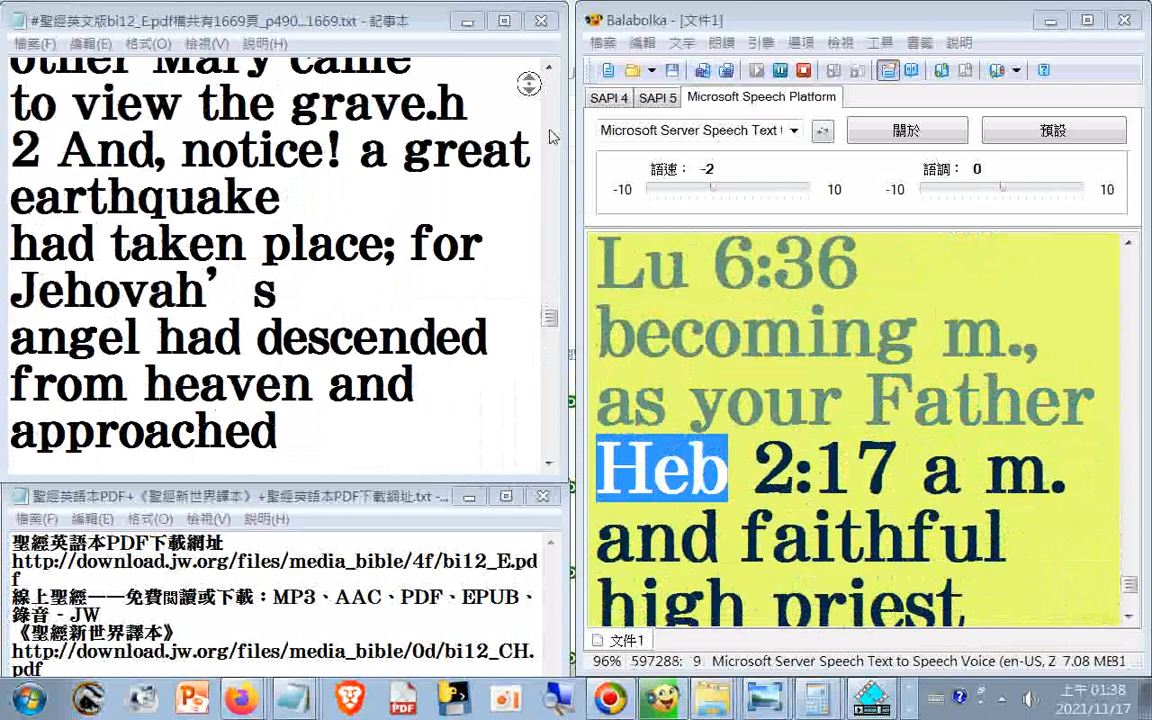 #聖經英文版bi12_E.pdf檔共有1669頁_p490...1669.txt - 記事本
檔案(F) 編輯(E) 格式(O) 檢視(V) 說明(H)
other Mary came
to view the grave.h
2 And, notice! a great
earthquake
had taken place; for
Jehovah’s
angel had descended
from heaven and
approached
聖經英語本PDF+《聖經新世界譯本》+聖經英語本PDF下載網址.txt -...
檔案(F) 編輯(E) 格式(O) 檢視(V) 說明(H)
聖經英語本PDF下載網址
http://download.jw.org/files/media_bible/4f/bi12_E.pd
f
線上聖經——免費閱讀或下載：MP3、AAC、PDF、EPUB、
錄音 - JW
《聖經新世界譯本》
http://download.jw.org/files/media_bible/0d/bi12_CH.
pdf
Balabolka - [文件1]
檔案 編輯 文字 朗讀 引擎 選項 檢視 工具 書籤 說明
SAPI 4 SAPI 5 Microsoft Speech Platform
Microsoft Server Speech Text 關於 預設
語速： -2 語調： 0
-10 10 -10 10
Lu 6:36
becoming m.,
as your Father
Heb 2:17 a m.
and faithful
high priest
文件1
96% 597288: 9 Microsoft Server Speech Text to Speech Voice (en-US, Z 7.08 MB
PDF
上午 01:38
2021/11/17